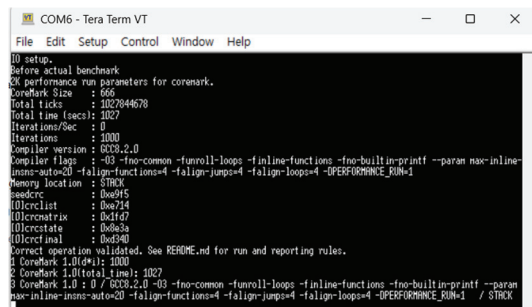 COM6 - Tera Term VT
File Edit Setup Control Window Help
IO setup.
Before actual benchmark
2K performance run parameters for coremark.
CoreMark Size : 666
Total ticks : 1027844678
Total time (secs): 1027
Iterations/Sec : 0
Iterations : 1000
Compiler version : GCC8.2.0
Compiler flags : -O3 -fno-common -funroll-loops -finline-functions -fno-builtin-printf --param max-inline-
insns-auto=20 -falign-functions=4 -falign-jumps=4 -falign-loops=4 -DPERFORMANCE_RUN=1
Memory location : STACK
seedcrc : 0xe9f5
[0]crclist : 0xe714
[0]crcmatrix : 0x1fd7
[0]crcstate : 0x8e3a
[0]crcfinal : 0xd340
Correct operation validated. See README.md for run and reporting rules.
1 CoreMark 1.0(d*i): 1000
2 CoreMark 1.0(total_time): 1027
3 CoreMark 1.0 : 0 / GCC8.2.0 -O3 -fno-common -funroll-loops -finline-functions -fno-builtin-printf --param
max-inline-insns-auto=20 -falign-functions=4 -falign-jumps=4 -falign-loops=4 -DPERFORMANCE_RUN=1 / STACK